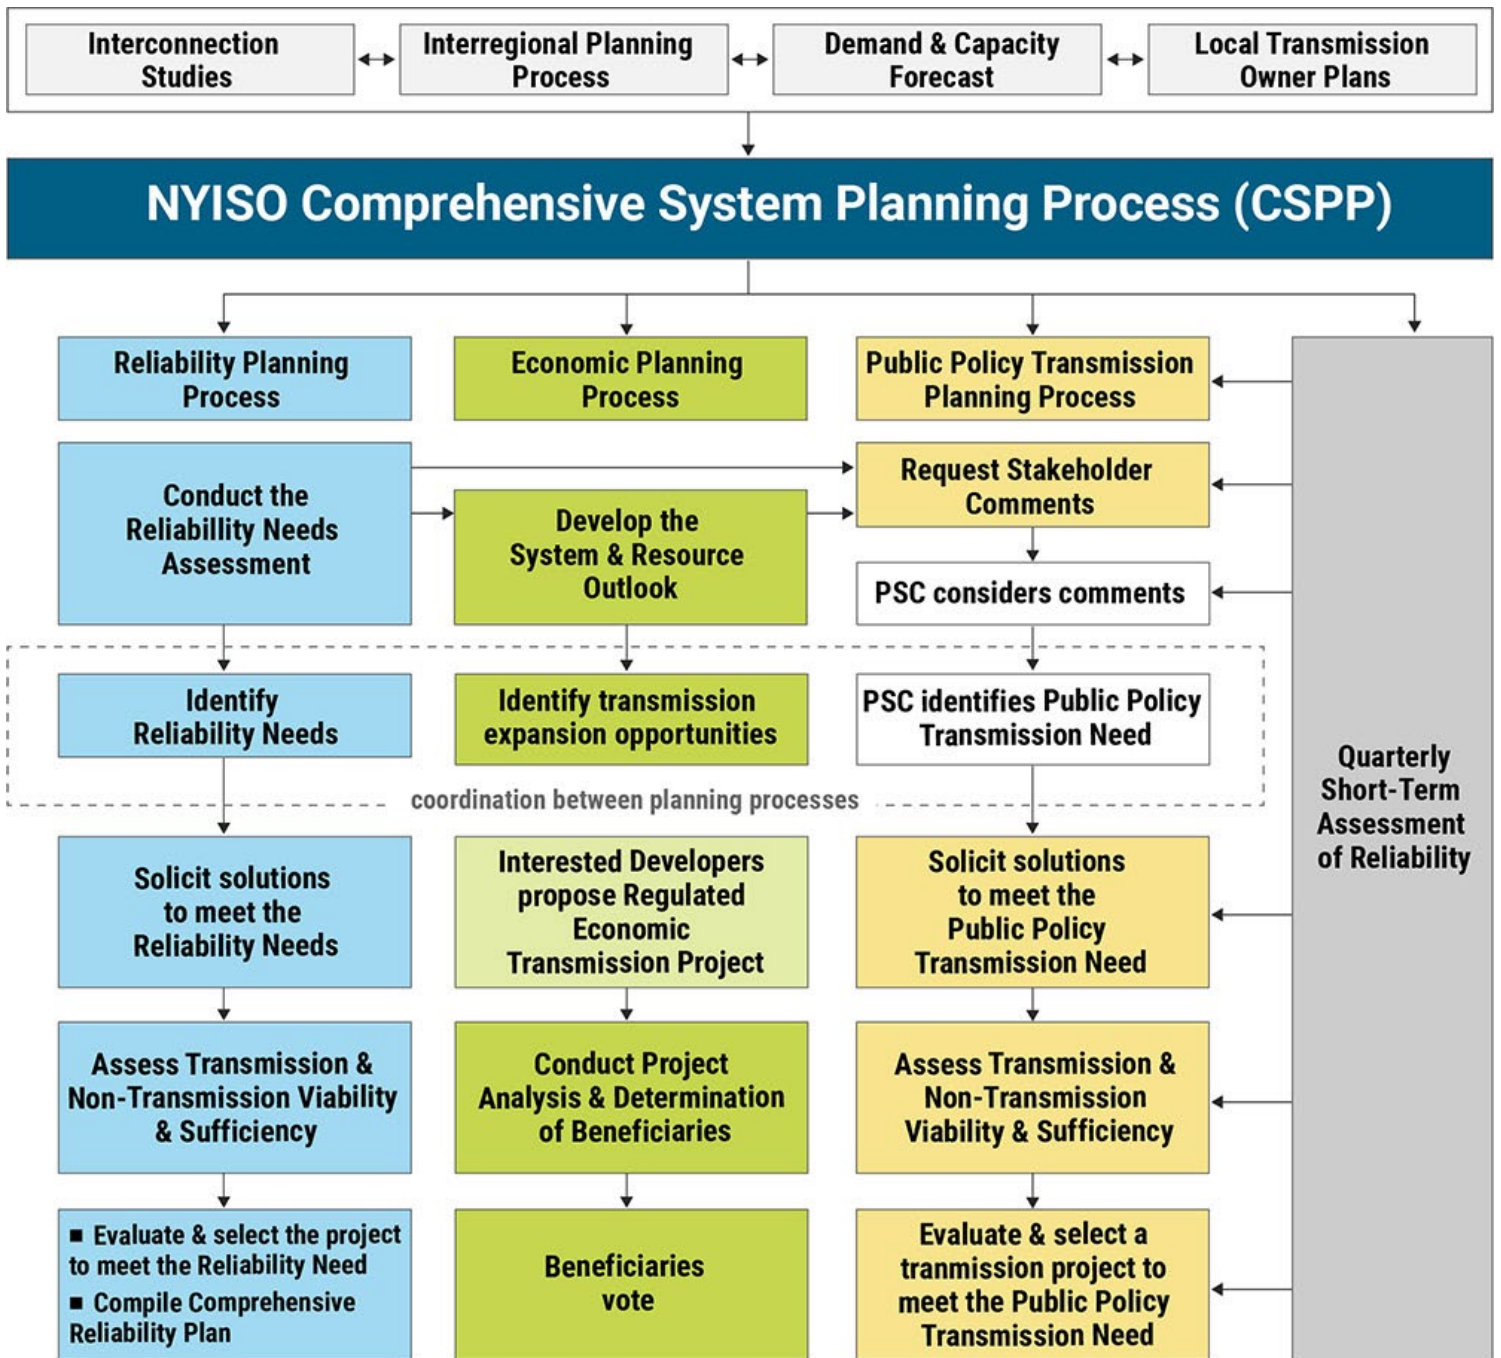 Interconnection
Studies
Interregional Planning
Process
Demand & Capacity
Forecast
Local Transmission
Owner Plans
NYISO Comprehensive System Planning Process (CSPP)
Reliability Planning
Process
Economic Planning
Process
Public Policy Transmission
Planning Process
Conduct the
Reliabillity Needs
Assessment
Develop the
System & Resource
Outlook
Request Stakeholder
Comments
PSC considers comments
Identify
Reliability Needs
Identify transmission
expansion opportunities
PSC identifies Public Policy
Transmission Need
coordination between planning processes
Quarterly
Short-Term
Assessment
of Reliability
Solicit solutions
to meet the
Reliability Needs
Interested Developers
propose Regulated
Economic
Transmission Project
Solicit solutions
to meet the
Public Policy
Transmission Need
Assess Transmission &
Non-Transmission Viability
& Sufficiency
Conduct Project
Analysis & Determination
of Beneficiaries
Assess Transmission &
Non-Transmission
Viability & Sufficiency
■ Evaluate & select the project
to meet the Reliability Need
■ Compile Comprehensive
Reliability Plan
Beneficiaries
vote
Evaluate & select a
tranmission project to
meet the Public Policy
Transmission Need